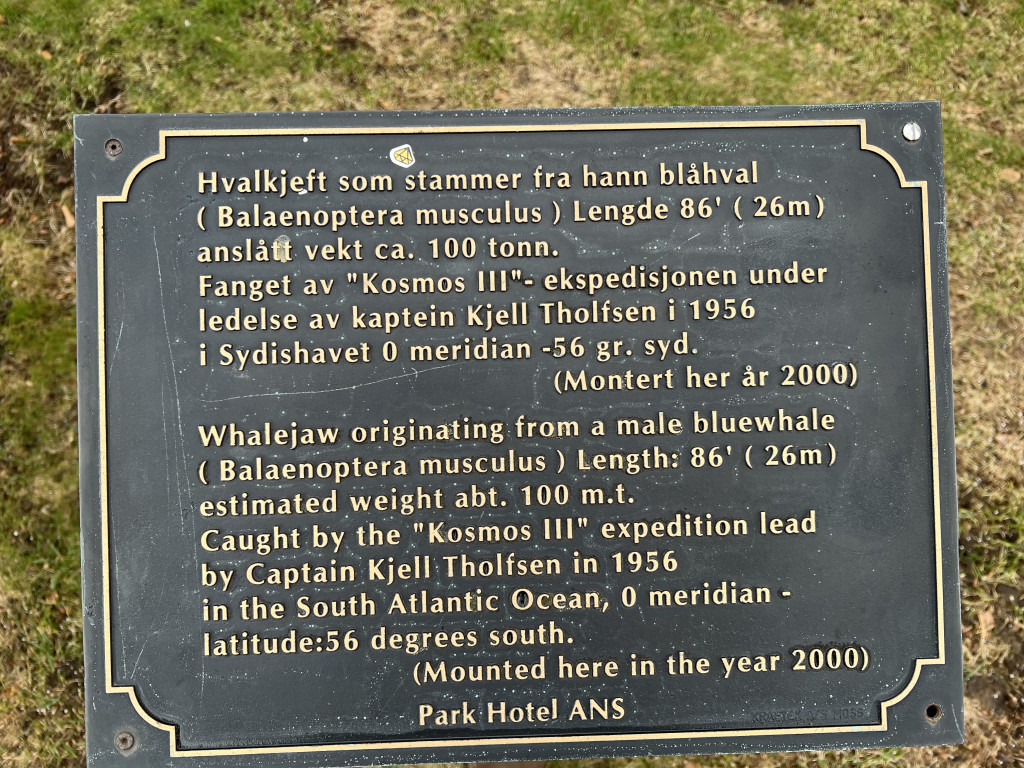 Hvalkjeft som stammer fra hann blåhval
( Balaenoptera musculus ) Lengde 86' ( 26m)
anslått vekt ca. 100 tonn.
Fanget av "Kosmos III"- ekspedisjonen under
ledelse av kaptein Kjell Tholfsen i 1956
i Sydishavet 0 meridian -56 gr. syd.
(Montert her år 2000)
Whalejaw originating from a male bluewhale
( Balaenoptera musculus ) Length: 86' ( 26m)
estimated weight abt. 100 m.t.
Caught by the "Kosmos III" expedition lead
by Captain Kjell Tholfsen in 1956
in the South Atlantic Ocean, 0 meridian -
latitude:56 degrees south.
(Mounted here in the year 2000)
Park Hotel ANS